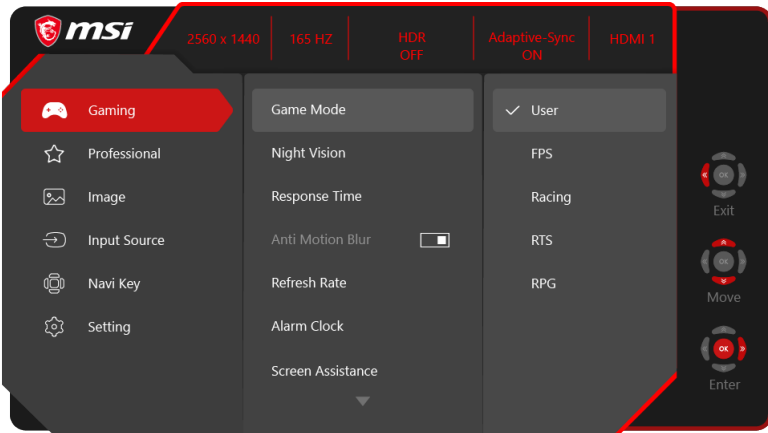 msi
2560 x 1440
165 HZ
HDR
OFF
Adaptive-Sync
ON
HDMI 1
Gaming
Professional
Image
Input Source
Navi Key
Setting
Game Mode
Night Vision
Response Time
Anti Motion Blur
Refresh Rate
Alarm Clock
Screen Assistance
User
FPS
Racing
RTS
RPG
OK
Exit
OK
Move
OK
Enter